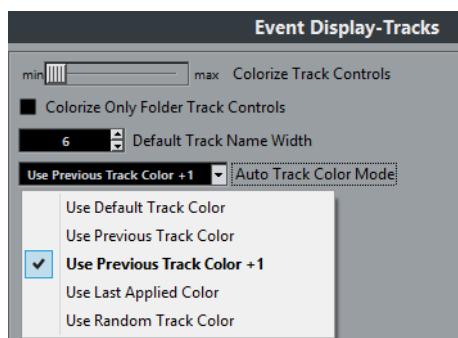 Event Display-Tracks
min max Colorize Track Controls
Colorize Only Folder Track Controls
6 Default Track Name Width
Use Previous Track Color +1 Auto Track Color Mode
Use Default Track Color
Use Previous Track Color
Use Previous Track Color +1
Use Last Applied Color
Use Random Track Color